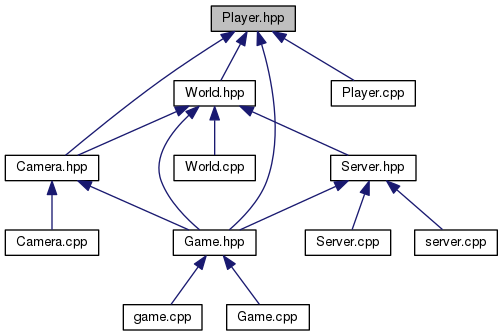 Player.hpp
World.hpp
Player.cpp
Camera.hpp
World.cpp
Server.hpp
Camera.cpp
Game.hpp
Server.cpp
server.cpp
game.cpp
Game.cpp